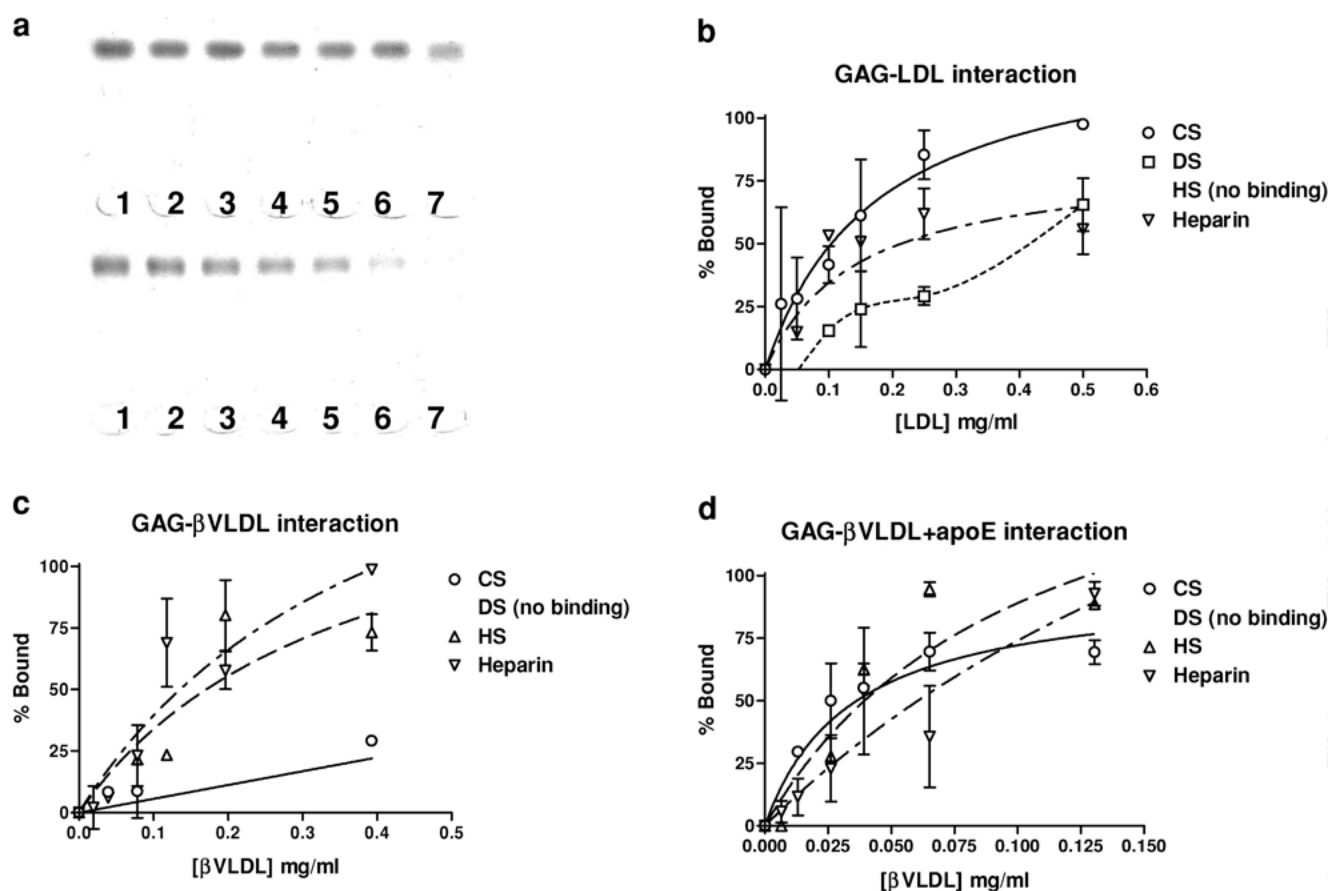 a
1 2 3 4 5 6 7
1 2 3 4 5 6 7
b
GAG-LDL interaction
% Bound
100
75
50
25
0
0.0 0.1 0.2 0.3 0.4 0.5 0.6
[LDL] mg/ml
CS
DS
HS (no binding)
Heparin
c
GAG-βVLDL interaction
% Bound
100
75
50
25
0
0.0 0.1 0.2 0.3 0.4 0.5
[βVLDL] mg/ml
CS
DS (no binding)
HS
Heparin
d
GAG-βVLDL+apoE interaction
% Bound
100
75
50
25
0
0.000 0.025 0.050 0.075 0.100 0.125 0.150
[βVLDL] mg/ml
CS
DS (no binding)
HS
Heparin